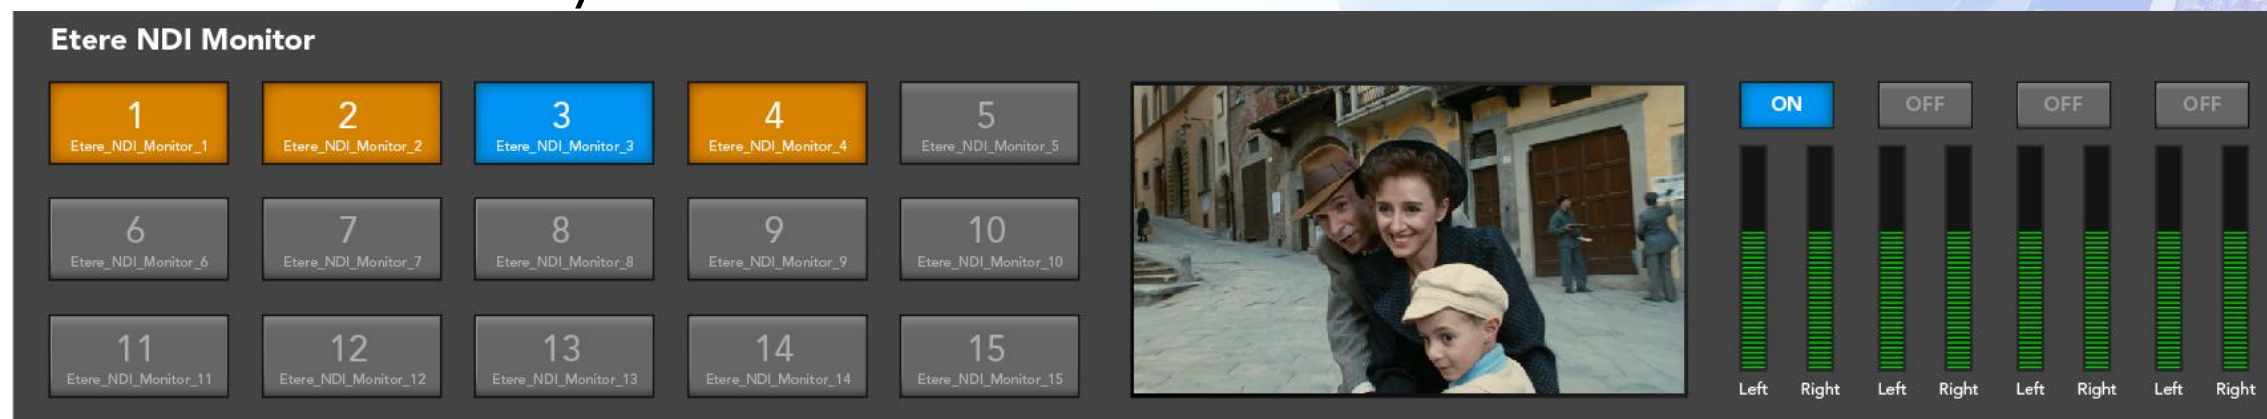 Etere NDI Monitor
1
Etere_NDI_Monitor_1
2
Etere_NDI_Monitor_2
3
Etere_NDI_Monitor_3
4
Etere_NDI_Monitor_4
5
Etere_NDI_Monitor_5
6
Etere_NDI_Monitor_6
7
Etere_NDI_Monitor_7
8
Etere_NDI_Monitor_8
9
Etere_NDI_Monitor_9
10
Etere_NDI_Monitor_10
11
Etere_NDI_Monitor_11
12
Etere_NDI_Monitor_12
13
Etere_NDI_Monitor_13
14
Etere_NDI_Monitor_14
15
Etere_NDI_Monitor_15
ON
OFF
OFF
OFF
Left Right Left Right Left Right Left Right